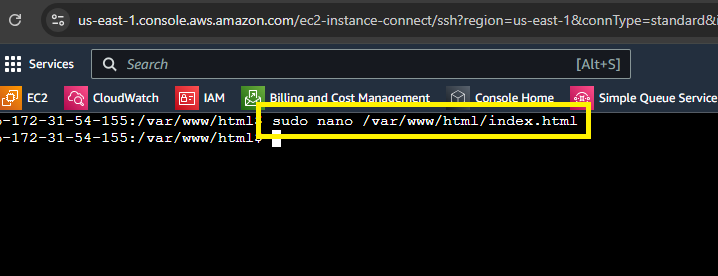 us-east-1.console.aws.amazon.com/ec2-instance-connect/ssh?region=us-east-1&connType=standard&i
Services Search [Alt+S]
EC2 CloudWatch IAM Billing and Cost Management Console Home Simple Queue Service
-172-31-54-155:/var/www/html$ sudo nano /var/www/html/index.html
-172-31-54-155:/var/www/html$